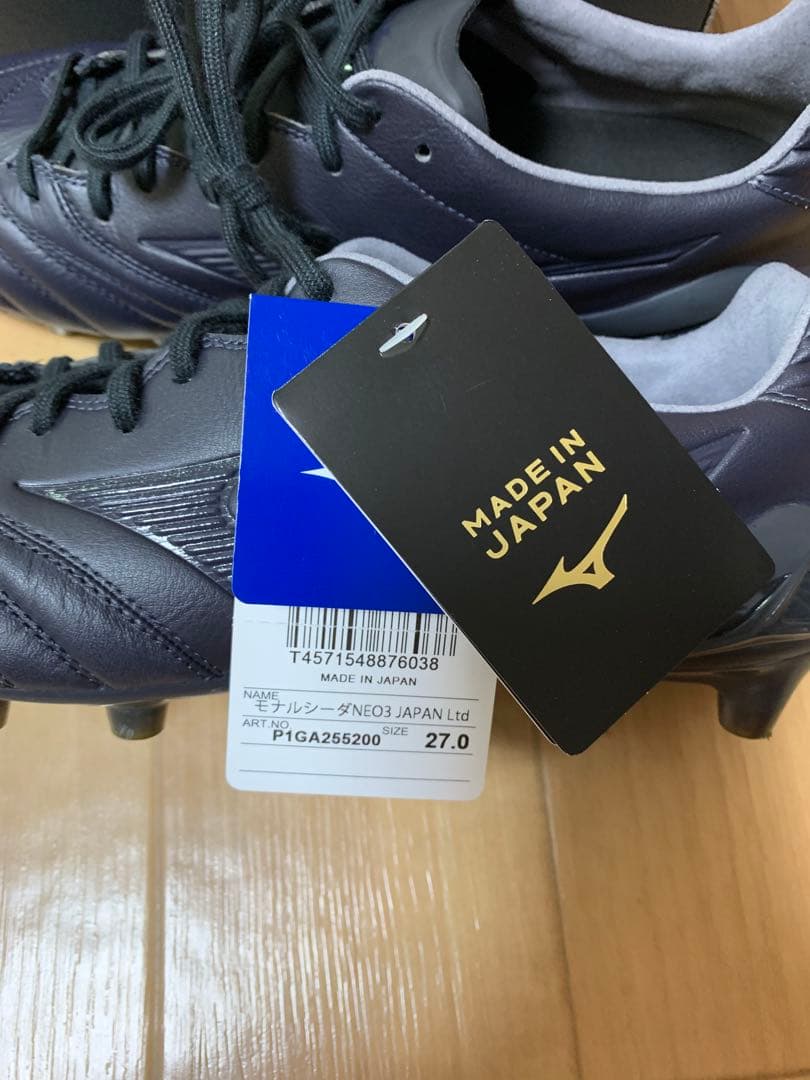 MADE IN
JAPAN
T4571548876038
MADE IN JAPAN
NAME モナルシーダNEO3 JAPAN Ltd
ART.NO. P1GA255200 SIZE 27.0